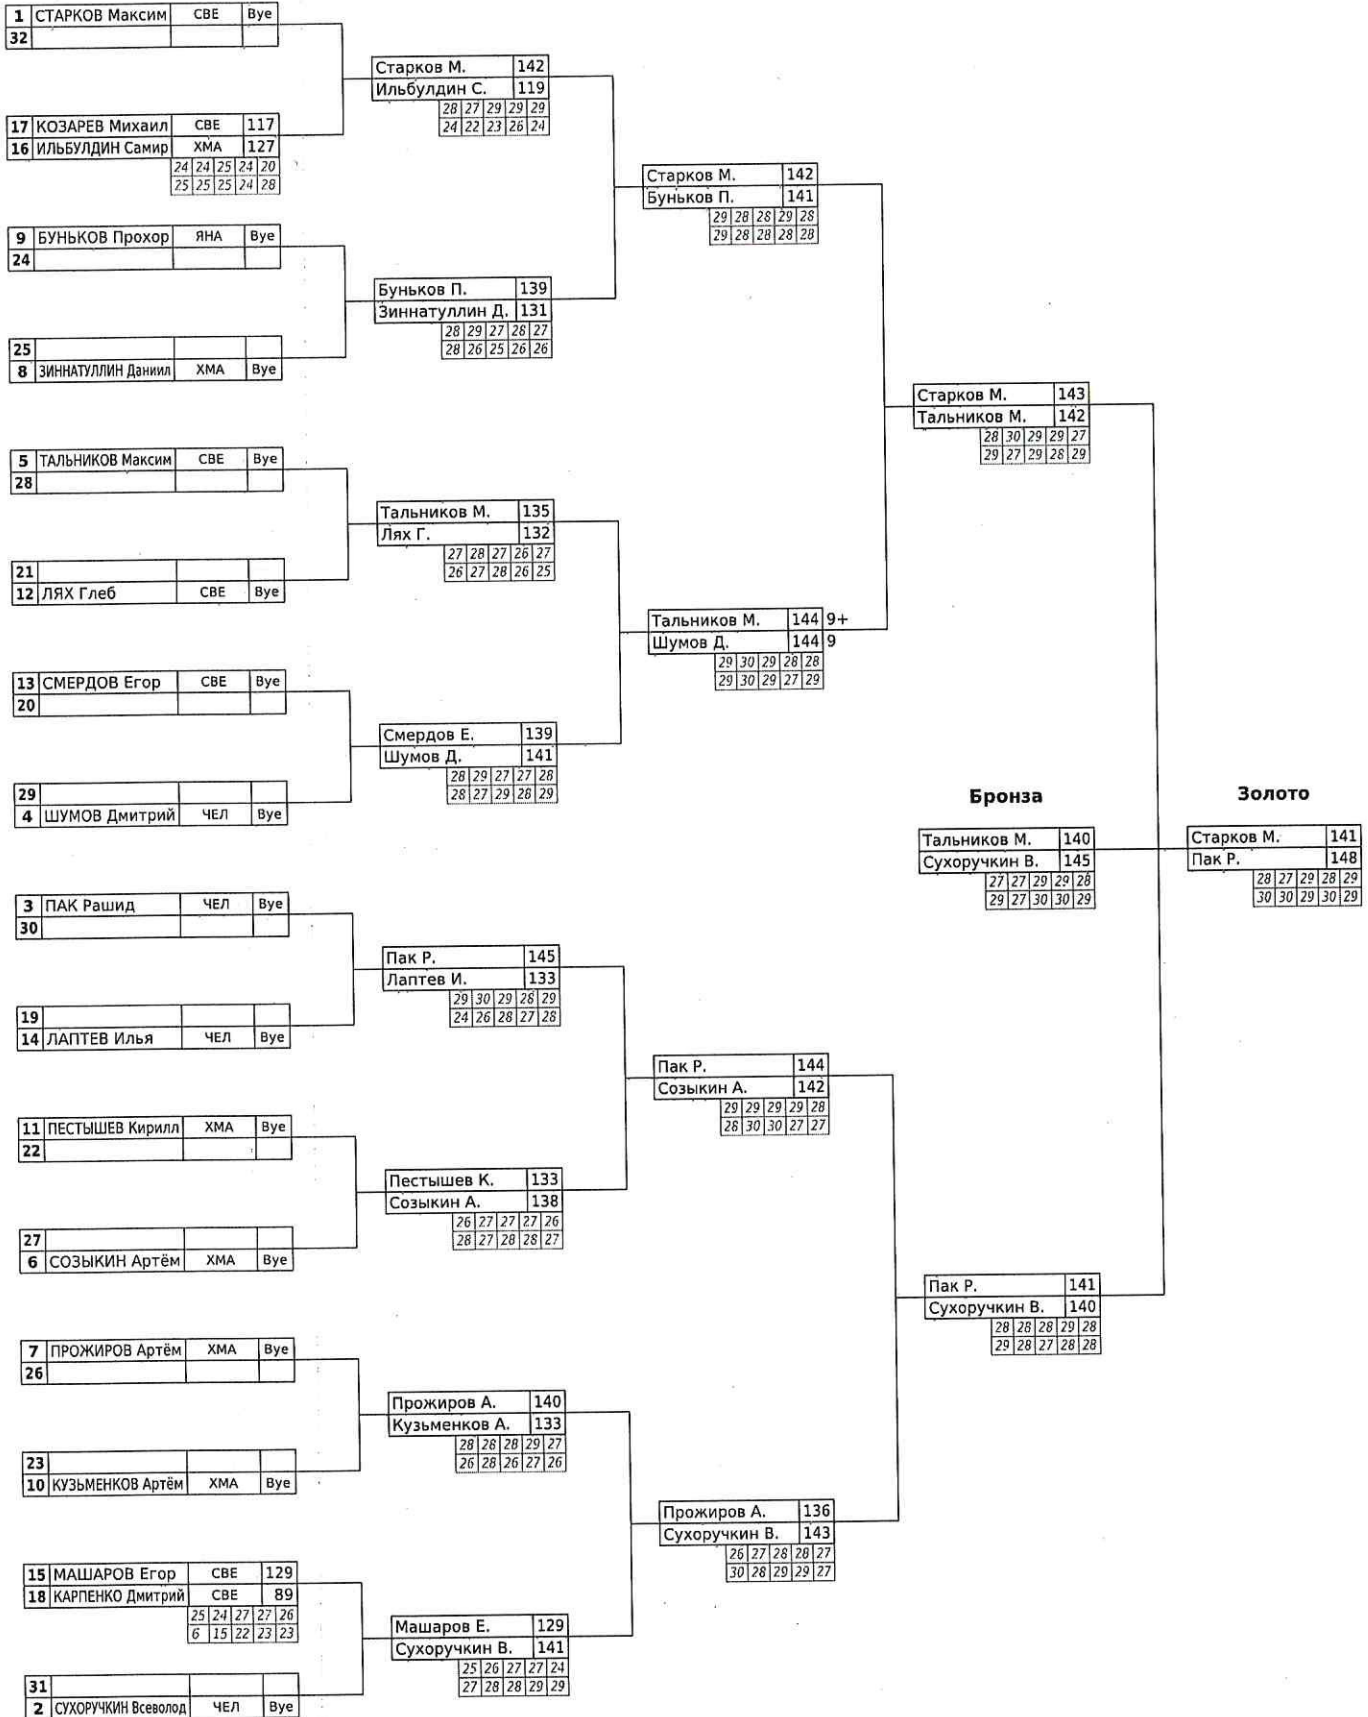 1 СТАРКОВ Максим СВЕ Bye
32
Старков М. 142
Ильбулдин С. 119
28 27 29 29 29
24 22 23 26 24
17 КОЗАРЕВ Михаил СВЕ 117
16 ИЛЬБУЛДИН Самир ХМА 127
24 24 25 24 20
25 25 25 24 28
Старков М. 142
Буньков П. 141
29 28 28 29 28
29 28 28 28 28
9 БУНЬКОВ Прохор ЯНА Bye
24
Буньков П. 139
Зиннатуллин Д. 131
28 29 27 28 27
28 26 25 26 26
25
8 ЗИННАТУЛЛИН Даниил ХМА Bye
Старков М. 143
Тальников М. 142
28 30 29 29 27
29 27 29 28 29
5 ТАЛЬНИКОВ Максим СВЕ Bye
28
Тальников М. 135
Лях Г. 132
27 28 27 26 27
26 27 28 26 25
21
12 ЛЯХ Глеб СВЕ Bye
Тальников М. 144 9+
Шумов Д. 144 9
29 30 29 28 28
29 30 29 27 29
13 СМЕРДОВ Егор СВЕ Bye
20
Смердов Е. 139
Шумов Д. 141
28 29 27 27 28
28 27 29 28 29
29
4 ШУМОВ Дмитрий ЧЕЛ Bye
Бронза
Золото
Тальников М. 140
Сухоручкин В. 145
27 27 29 29 28
29 27 30 30 29
Старков М. 141
Пак Р. 148
28 27 29 28 29
30 30 29 30 29
3 ПАК Рашид ЧЕЛ Bye
30
Пак Р. 145
Лаптев И. 133
29 30 29 28 29
24 26 28 27 28
19
14 ЛАПТЕВ Илья ЧЕЛ Bye
Пак Р. 144
Созыкин А. 142
29 29 29 29 28
28 30 30 27 27
11 ПЕСТЫШЕВ Кирилл ХМА Bye
22
Пестышев К. 133
Созыкин А. 138
26 27 27 27 26
28 27 28 28 27
27
6 СОЗЫКИН Артём ХМА Bye
Пак Р. 141
Сухоручкин В. 140
28 28 28 29 28
29 28 27 28 28
7 ПРОЖИРОВ Артём ХМА Bye
26
Прожиров А. 140
Кузьменков А. 133
28 28 28 29 27
26 28 26 27 26
23
10 КУЗЬМЕНКОВ Артём ХМА Bye
Прожиров А. 136
Сухоручкин В. 143
26 27 28 28 27
30 28 29 29 27
15 МАШАРОВ Егор СВЕ 129
18 КАРПЕНКО Дмитрий СВЕ 89
25 24 27 27 26
6 15 22 23 23
Машаров Е. 129
Сухоручкин В. 141
25 26 27 27 24
27 28 28 29 29
31
2 СУХОРУЧКИН Всеволод ЧЕЛ Bye